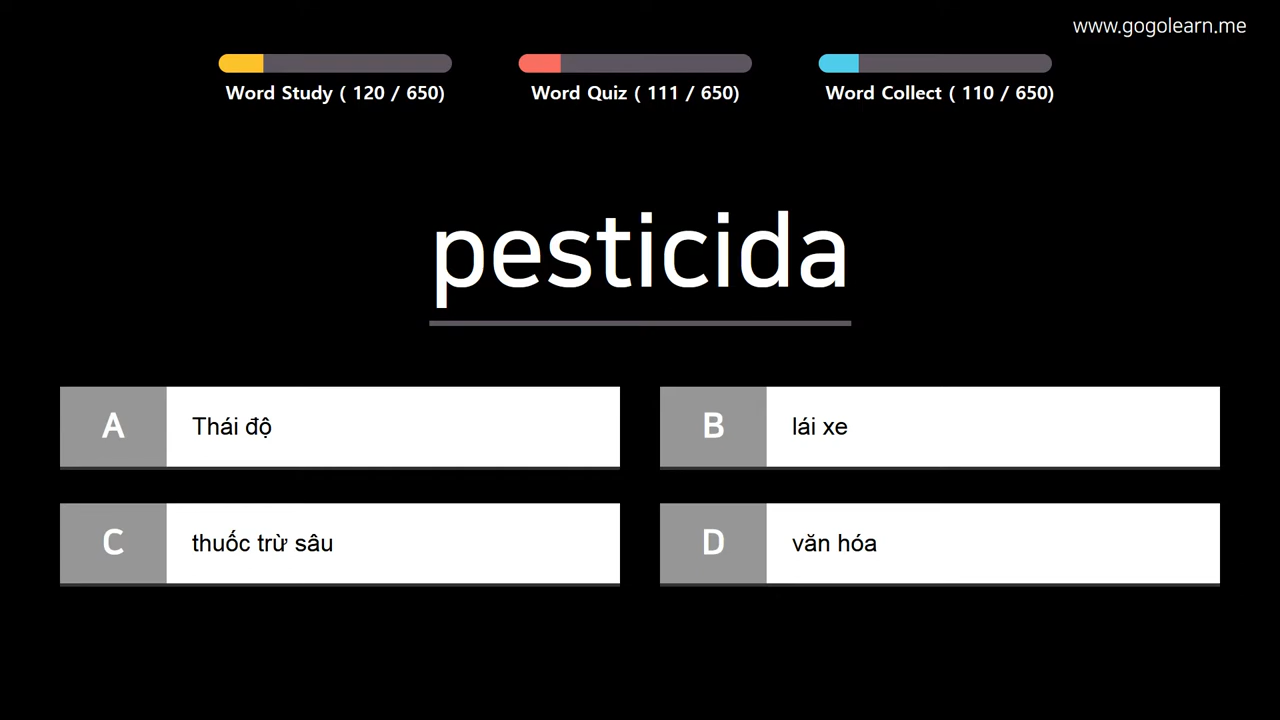 www.gogolearn.me
Word Study ( 120 / 650)
Word Quiz ( 111 / 650)
Word Collect ( 110 / 650)
pesticida
A Thái độ
B lái xe
C thuốc trừ sâu
D văn hóa